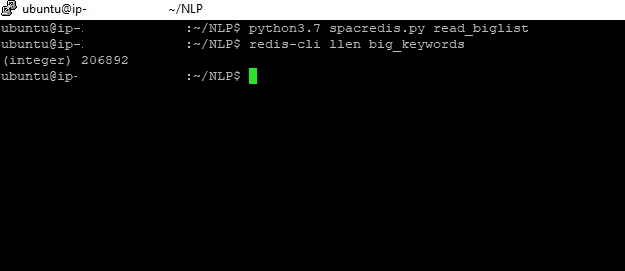 ubuntu@ip- ~/NLP
ubuntu@ip- :~/NLP$ python3.7 spacredis.py read_biglist
ubuntu@ip- :~/NLP$ redis-cli llen big_keywords
(integer) 206892
ubuntu@ip- :~/NLP$